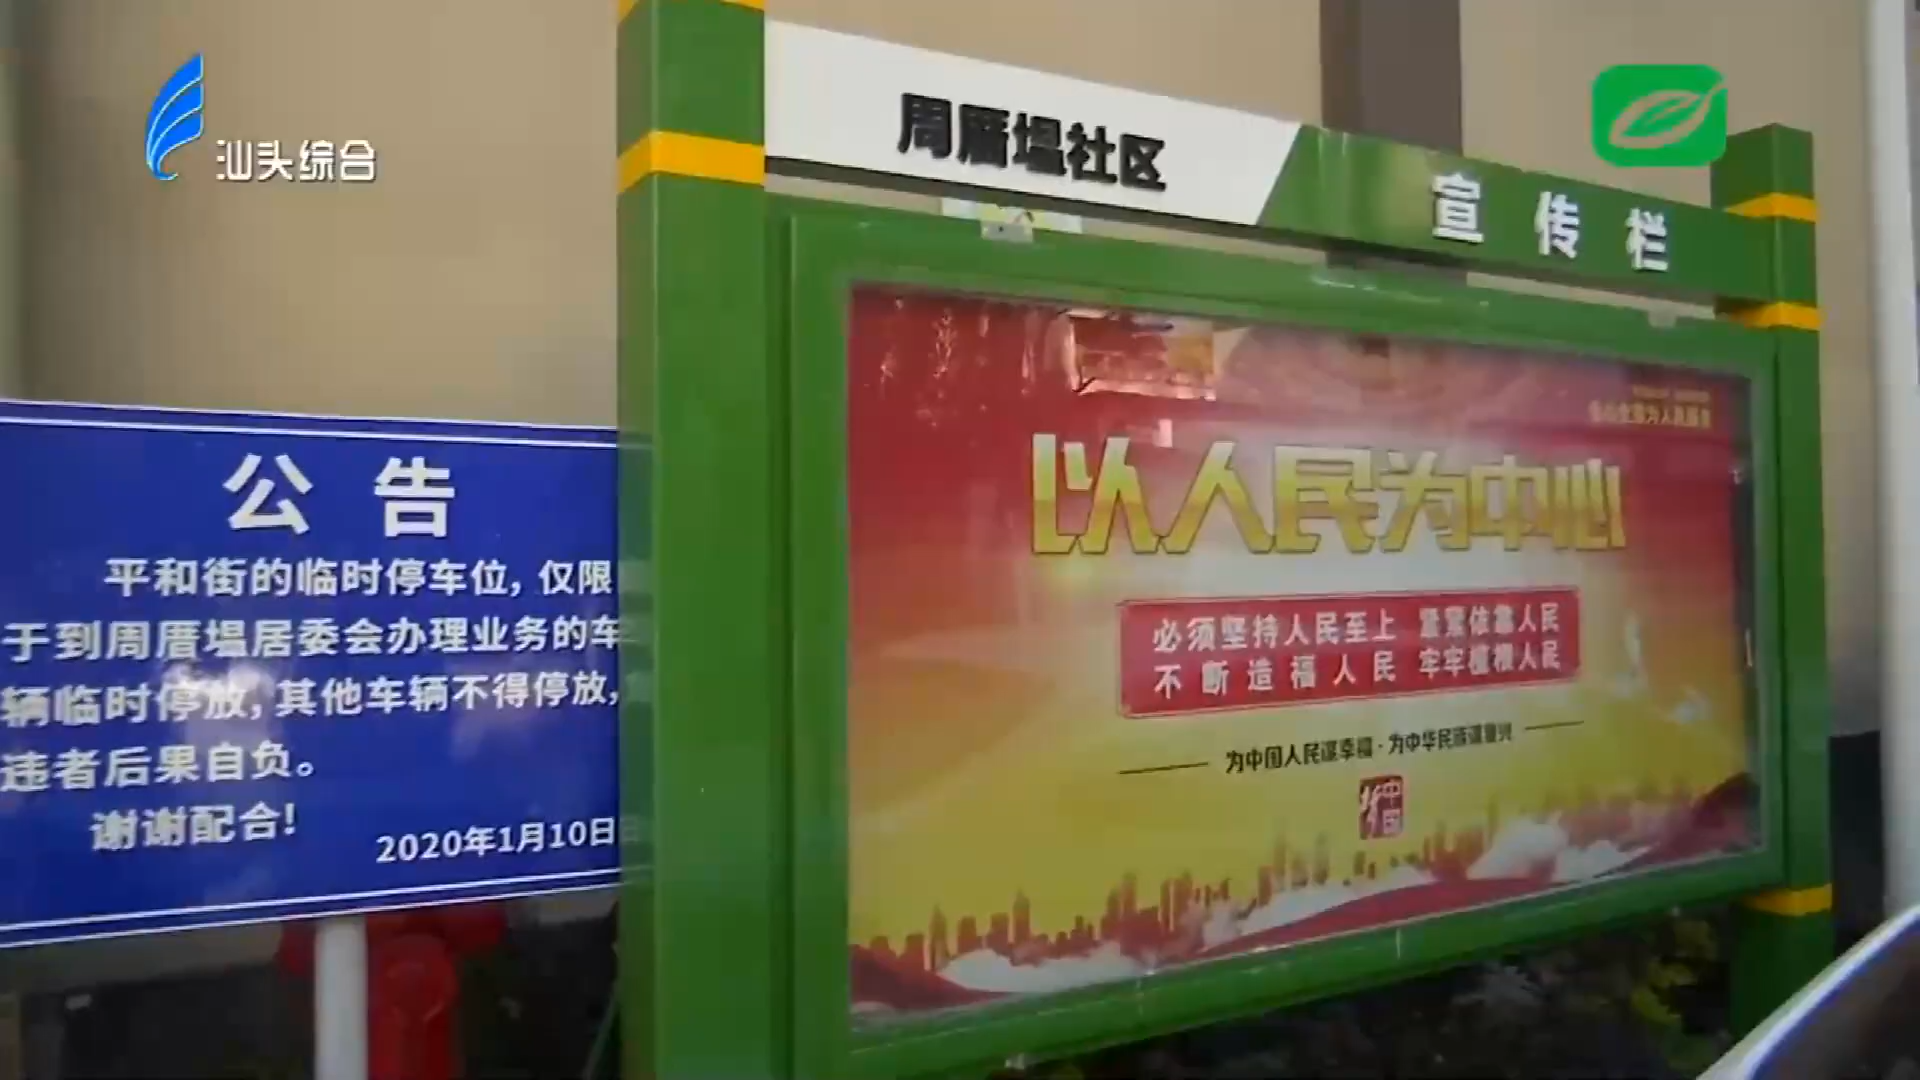 汕头综合
周厝塭社区
宣传栏
公告
平和街的临时停车位,仅限
于到周厝塭居委会办理业务的车
辆临时停放,其他车辆不得停放,
违者后果自负。
谢谢配合!
2020年1月10日
以人民为中心
必须坚持人民至上 紧紧依靠人民
不断造福人民 牢牢植根人民
为中国人民谋幸福·为中华民族谋复兴
中国梦